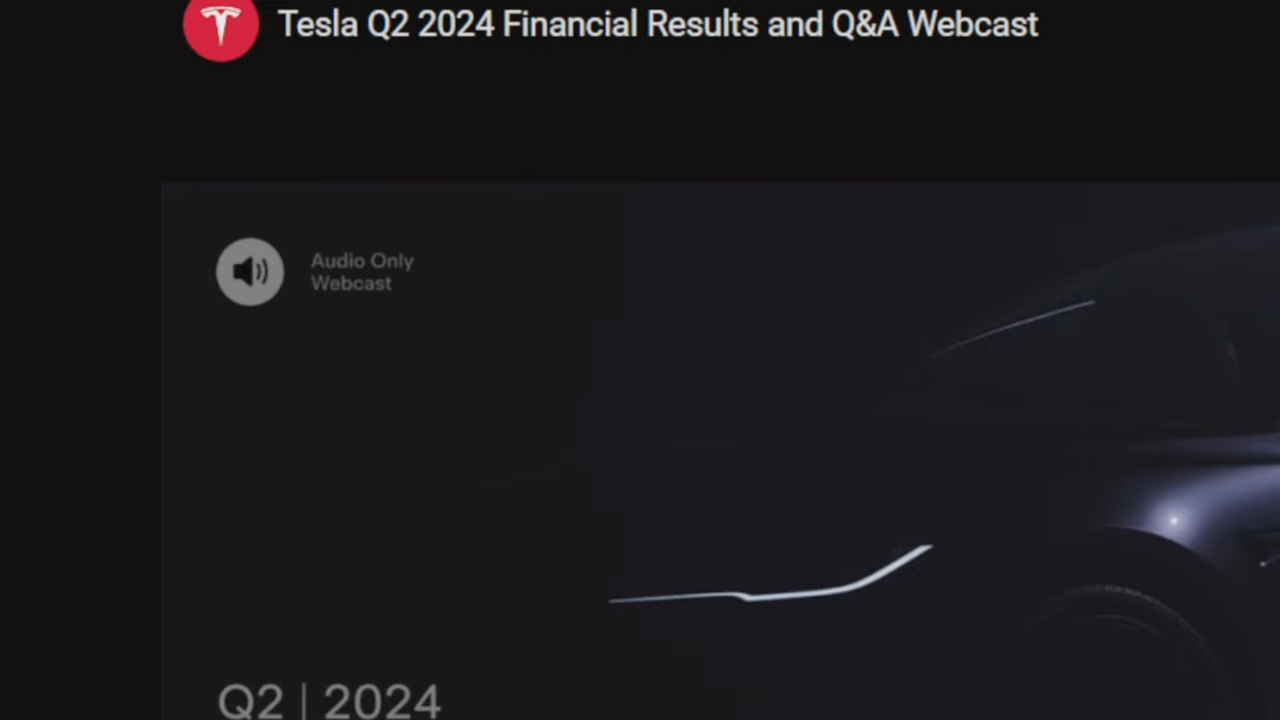 Tesla Q2 2024 Financial Results and Q&A Webcast
Audio Only
Webcast
Q2 | 2024